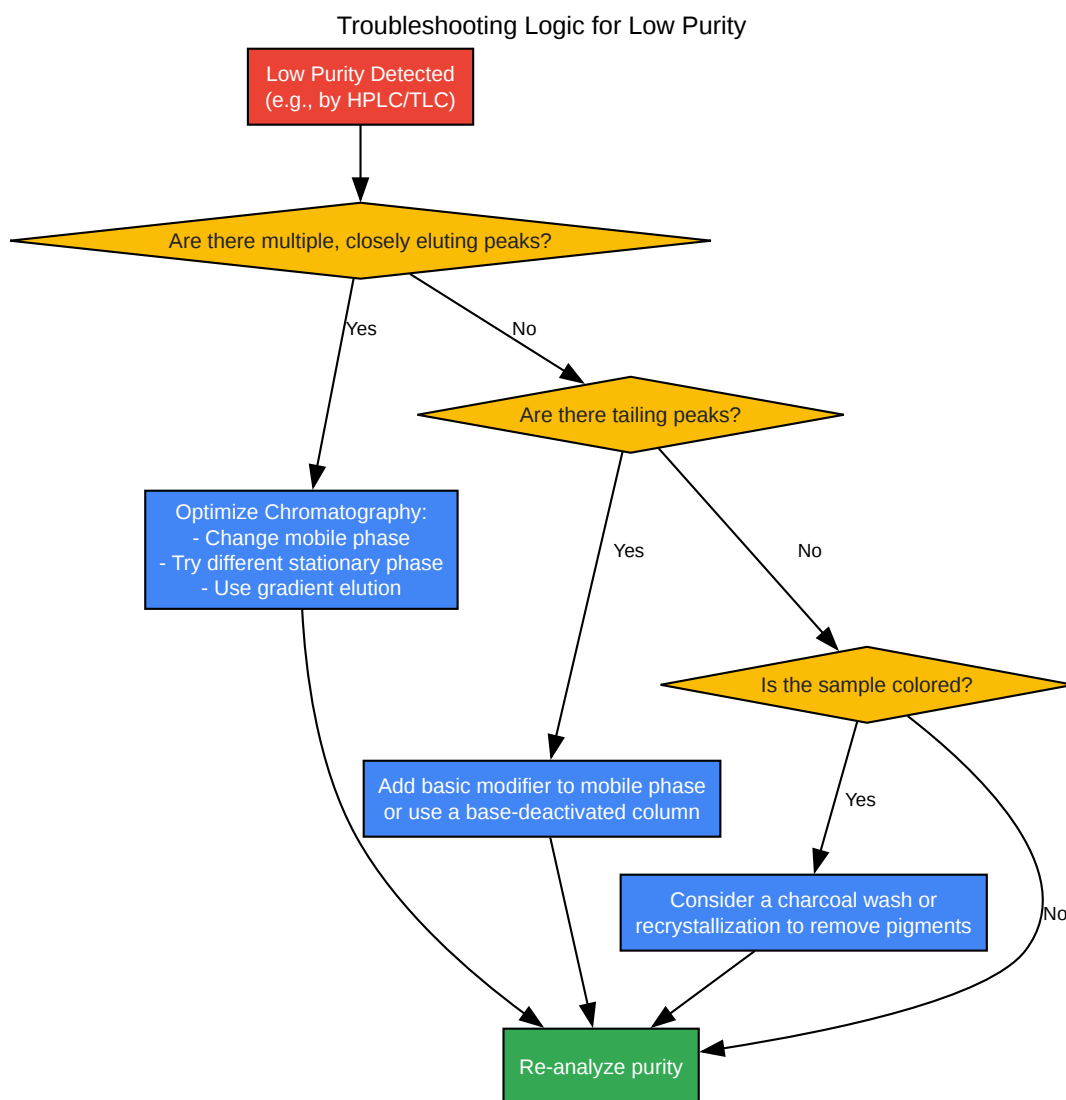 Troubleshooting Logic for Low Purity
Low Purity Detected
(e.g., by HPLC/TLC)
Are there multiple, closely eluting peaks?
Yes
No
Are there tailing peaks?
Optimize Chromatography:
- Change mobile phase
- Try different stationary phase
- Use gradient elution
Yes
No
Is the sample colored?
Add basic modifier to mobile phase
or use a base-deactivated column
Yes
Consider a charcoal wash or
recrystallization to remove pigments
No
Re-analyze purity